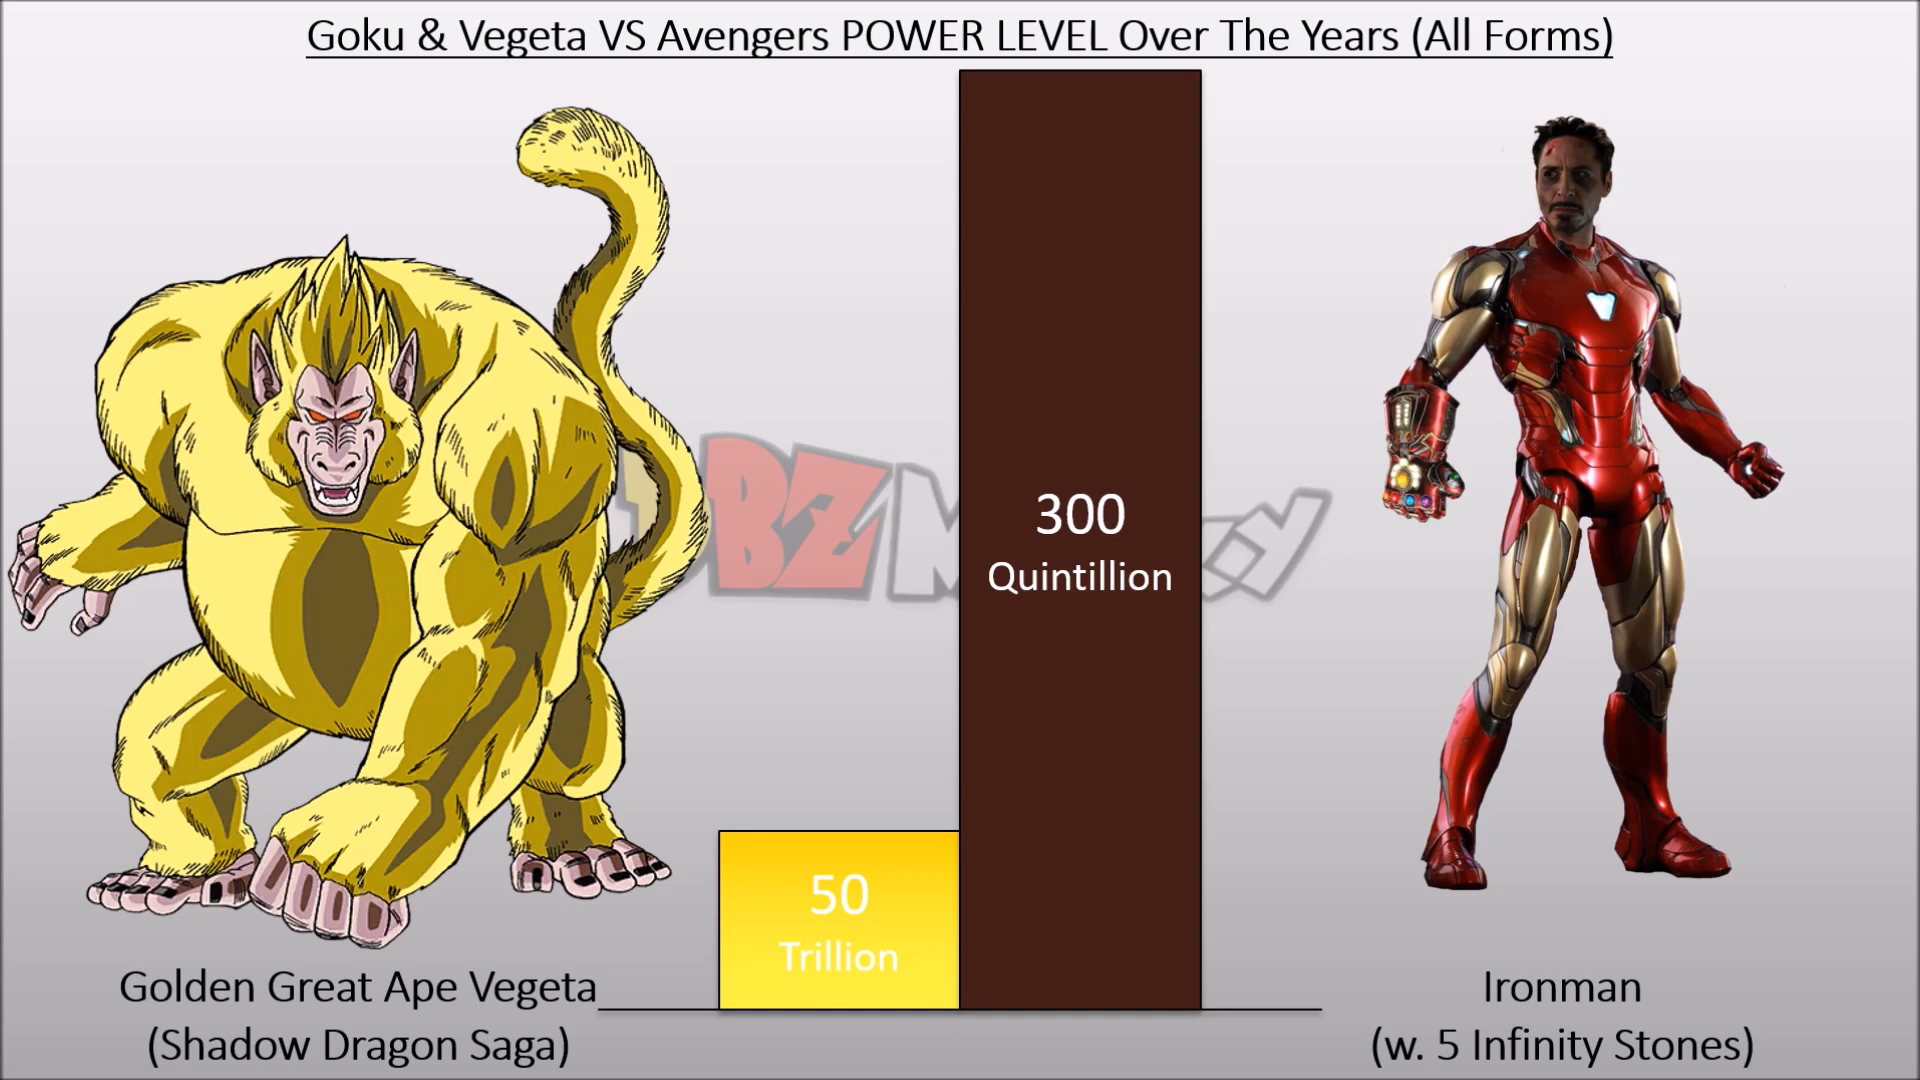 Goku & Vegeta VS Avengers POWER LEVEL Over The Years (All Forms)
DBZ
300
Quintillion
50
Trillion
Golden Great Ape Vegeta
(Shadow Dragon Saga)
Ironman
(w. 5 Infinity Stones)